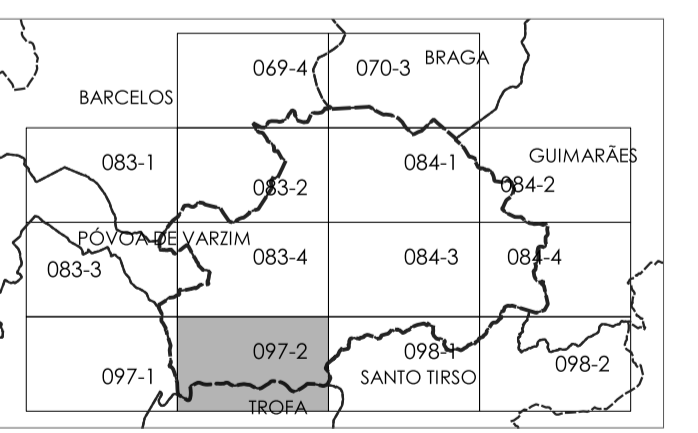 069-4 070-3 BRAGA
BARCELOS
083-1 084-1 GUIMARÃES
083-2 084-2
PÓVOA DE VARZIM
083-3 083-4 084-3 084-4
097-2 098-1
097-1 SANTO TIRSO 098-2
TROFA